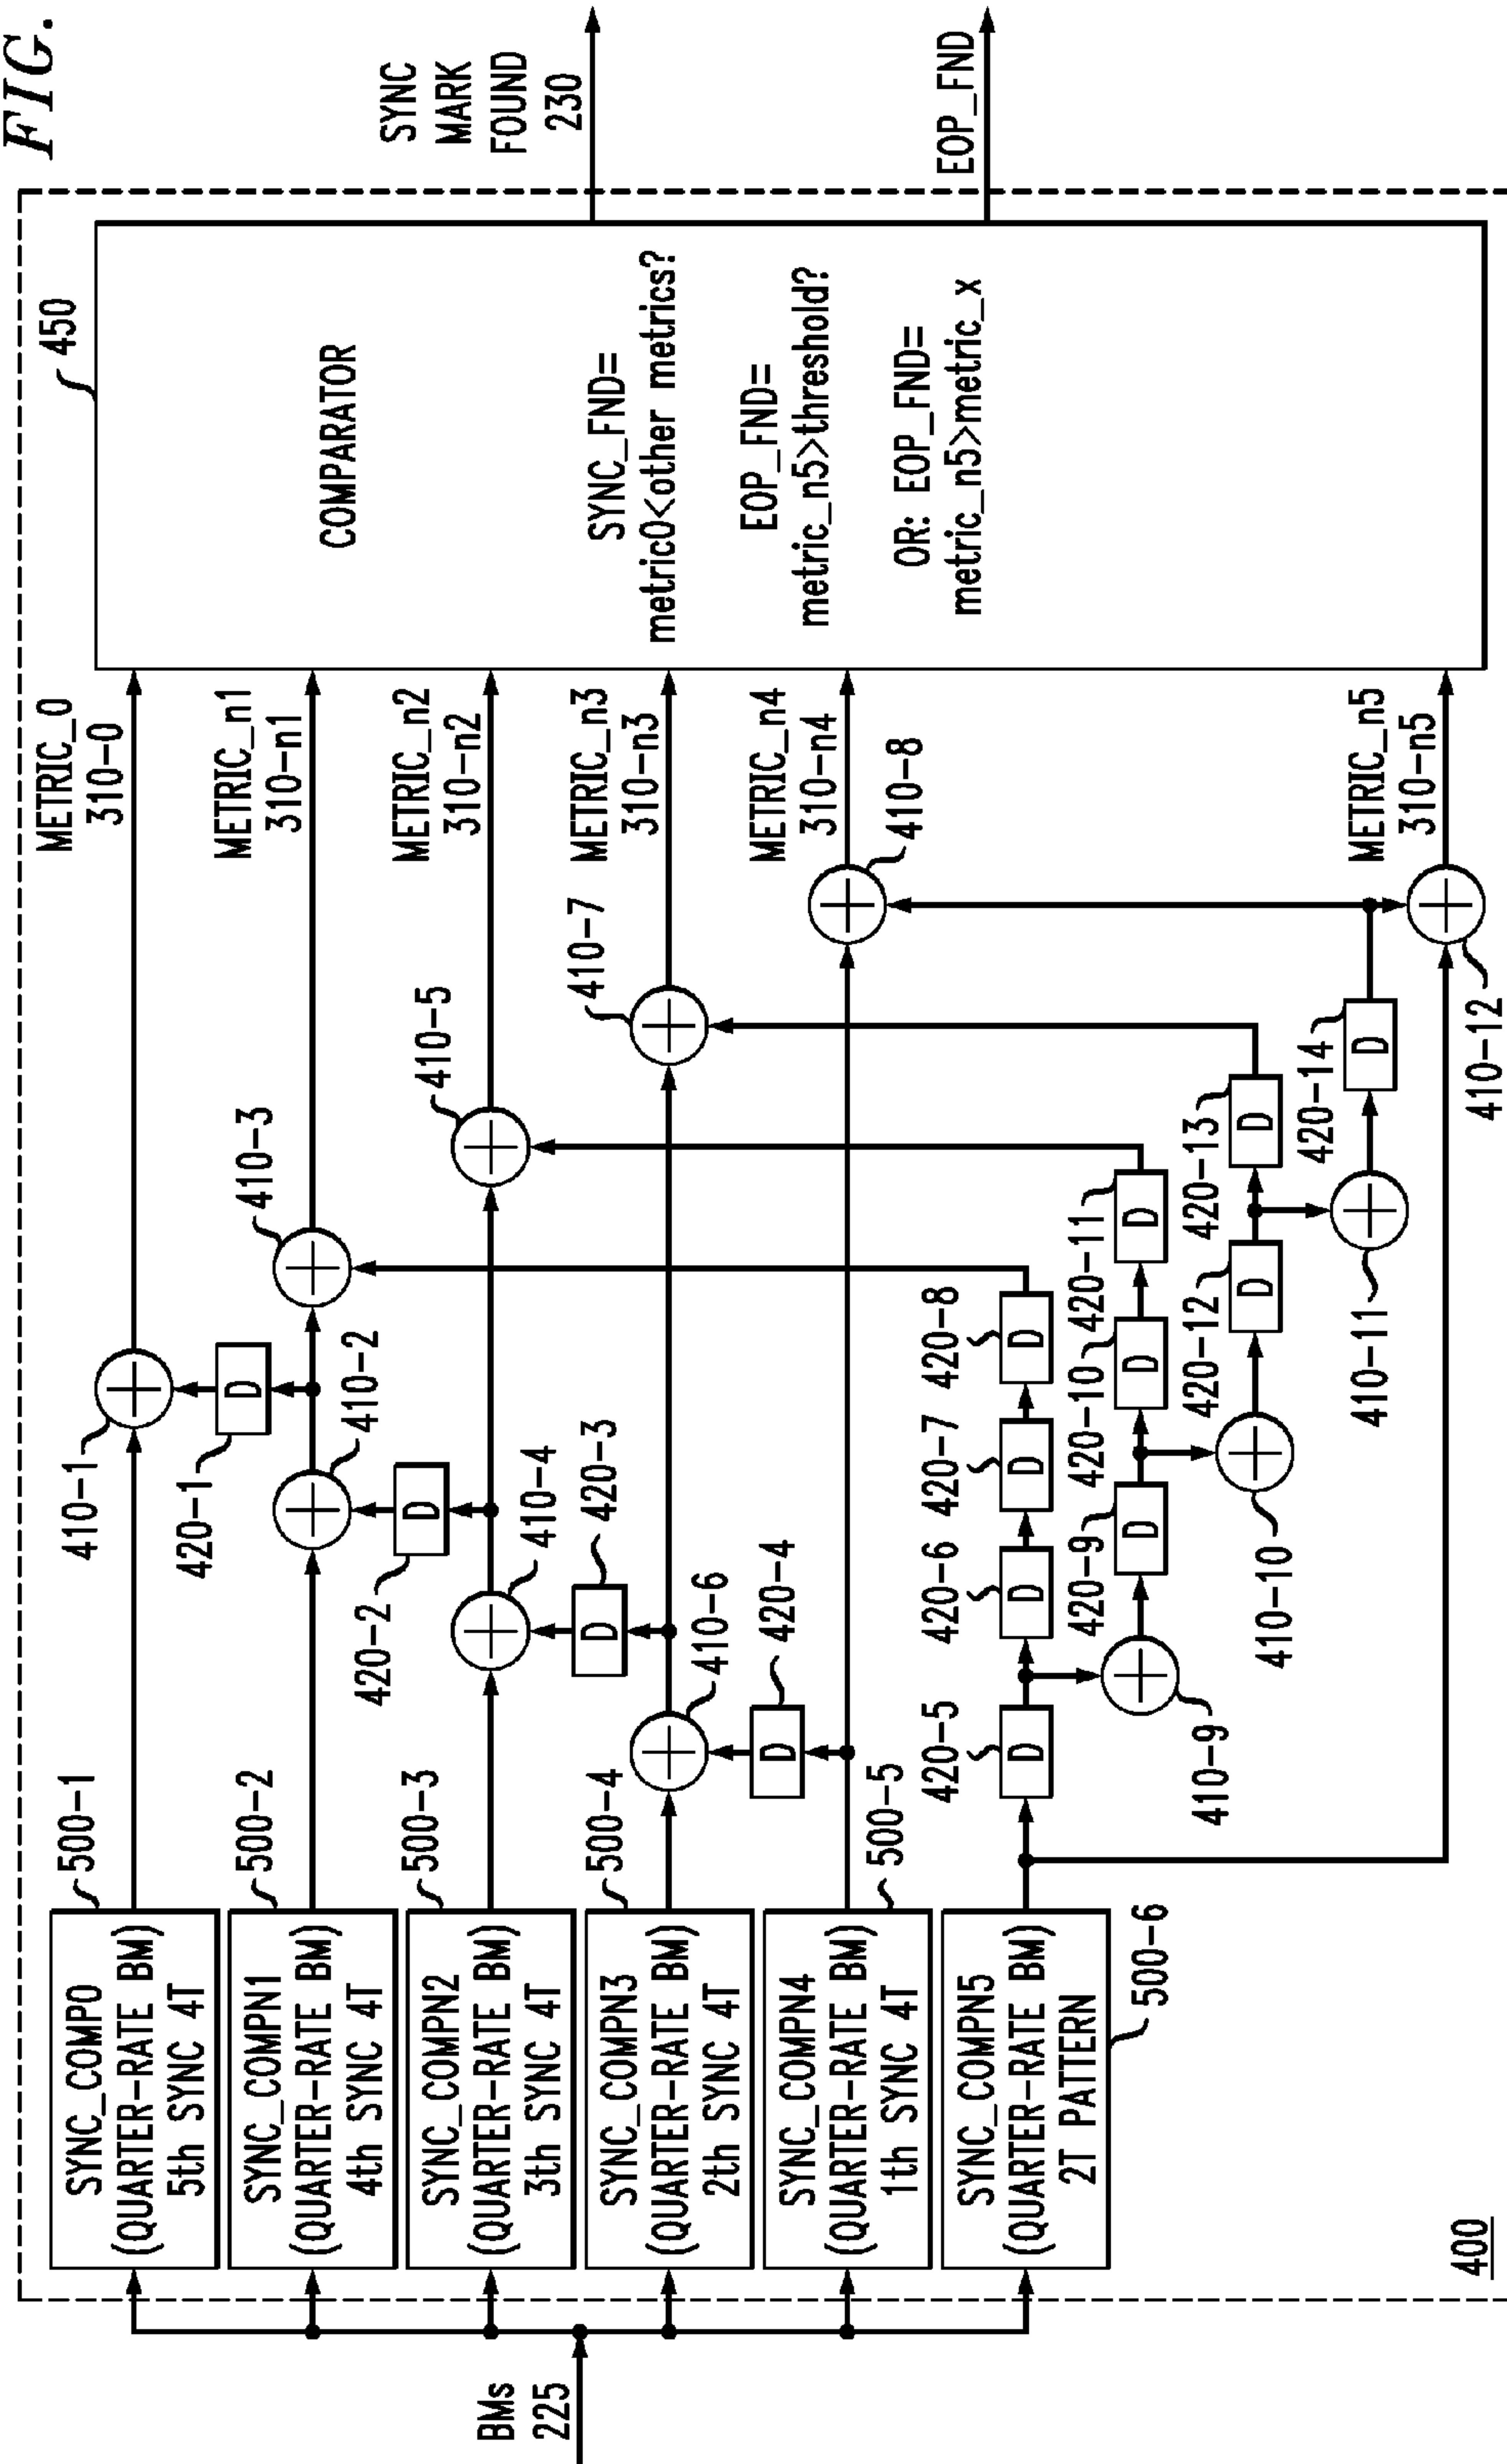 FIG.
SYNC
MARK
FOUND
230
EOP_FND
450
COMPARATOR
SYNC_FND=
metric0<other metrics?
EOP_FND=
metric_n5>threshold?
OR: EOP_FND=
metric_n5>metric_x
METRIC_0
310-0
METRIC_n1
310-n1
METRIC_n2
310-n2
METRIC_n3
310-n3
METRIC_n4
310-n4
METRIC_n5
310-n5
410-1
420-1
D
410-2
410-3
420-2
D
410-4
410-5
420-3
D
410-6
410-7
420-4
D
410-8
420-5
D
420-6
D
420-7
D
420-8
D
410-9
420-9
D
420-10
D
420-11
D
410-10
420-12
D
420-13
D
410-11
420-14
D
410-12
500-1
SYNC_COMP0
(QUARTER-RATE BM)
5th SYNC 4T
500-2
SYNC_COMPN1
(QUARTER-RATE BM)
4th SYNC 4T
500-3
SYNC_COMPN2
(QUARTER-RATE BM)
3th SYNC 4T
500-4
SYNC_COMPN3
(QUARTER-RATE BM)
2th SYNC 4T
500-5
SYNC_COMPN4
(QUARTER-RATE BM)
1th SYNC 4T
500-6
SYNC_COMPN5
(QUARTER-RATE BM)
2T PATTERN
BMs
225
400